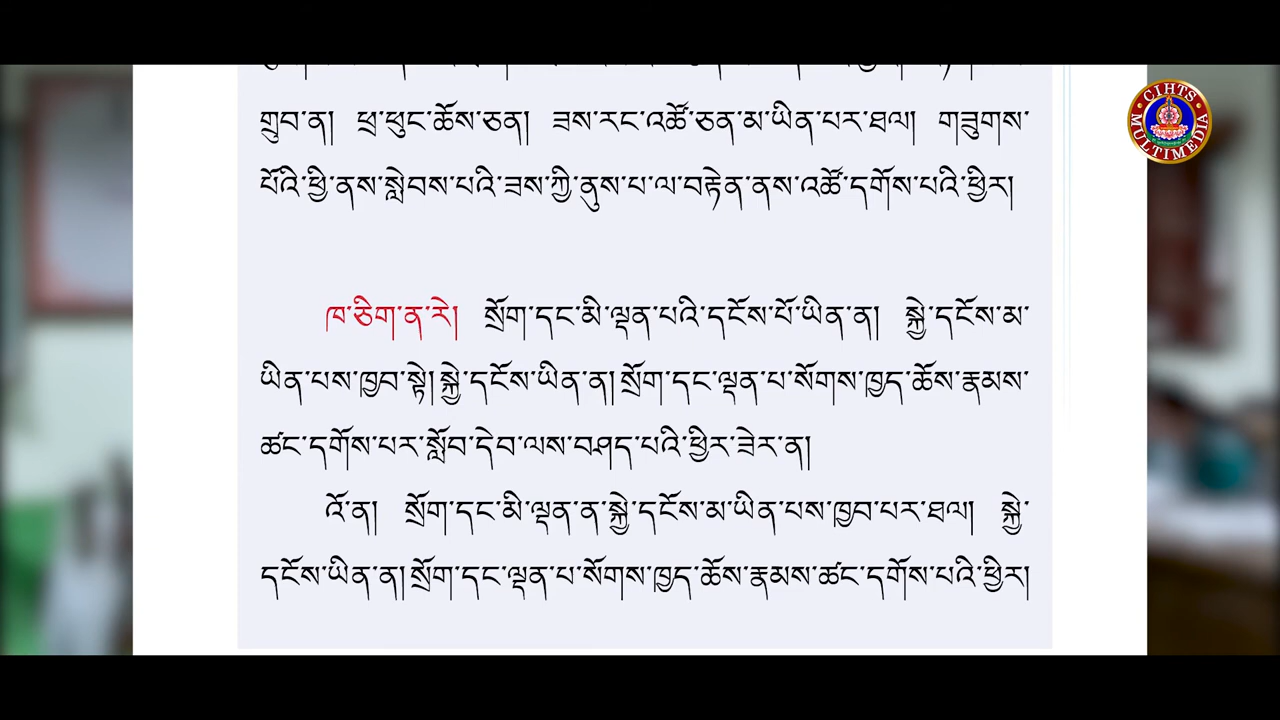 གྲུབ་ན། ཕྲ་ཕུང་ཆོས་ཅན། ཟས་རང་འཚོ་ཅན་མ་ཡིན་པར་ཐལ། གཟུགས་
པོའི་ཕྱི་ནས་སླེབས་པའི་ཟས་ཀྱི་ནུས་པ་ལ་བརྟེན་ནས་འཚོ་དགོས་པའི་ཕྱིར།
ཁ་ཅིག་ན་རེ། སྲོག་དང་མི་ལྡན་པའི་དངོས་པོ་ཡིན་ན། སྐྱེ་དངོས་མ་
ཡིན་པས་ཁྱབ་སྟེ། སྐྱེ་དངོས་ཡིན་ན། སྲོག་དང་ལྡན་པ་སོགས་ཁྱད་ཆོས་རྣམས་
ཚང་དགོས་པར་སློབ་དེབ་ལས་བཤད་པའི་ཕྱིར་ཟེར་ན།
འོ་ན། སྲོག་དང་མི་ལྡན་ན་སྐྱེ་དངོས་མ་ཡིན་པས་ཁྱབ་པར་ཐལ། སྐྱེ་
དངོས་ཡིན་ན། སྲོག་དང་ལྡན་པ་སོགས་ཁྱད་ཆོས་རྣམས་ཚང་དགོས་པའི་ཕྱིར།
CIHTS
MULTIMEDIA